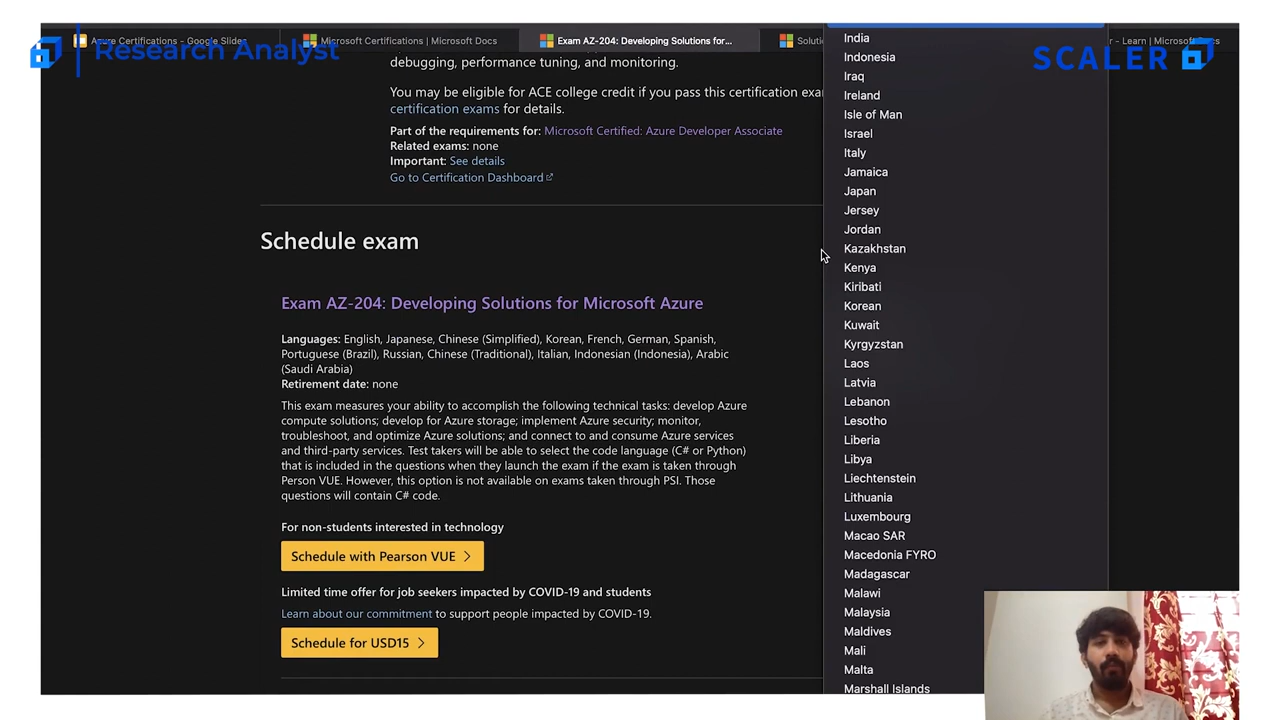 Research Analyst
SCALER
Azure Certifications - Google Slides
Microsoft Certifications | Microsoft Docs
Exam AZ-204: Developing Solutions for...
Solutio
r - Learn | Microsoft Docs
debugging, performance tuning, and monitoring.
You may be eligible for ACE college credit if you pass this certification exam
certification exams for details.
Part of the requirements for: Microsoft Certified: Azure Developer Associate
Related exams: none
Important: See details
Go to Certification Dashboard
Schedule exam
Exam AZ-204: Developing Solutions for Microsoft Azure
Languages: English, Japanese, Chinese (Simplified), Korean, French, German, Spanish,
Portuguese (Brazil), Russian, Chinese (Traditional), Italian, Indonesian (Indonesia), Arabic
(Saudi Arabia)
Retirement date: none
This exam measures your ability to accomplish the following technical tasks: develop Azure
compute solutions; develop for Azure storage; implement Azure security; monitor,
troubleshoot, and optimize Azure solutions; and connect to and consume Azure services
and third-party services. Test takers will be able to select the code language (C# or Python)
that is included in the questions when they launch the exam if the exam is taken through
Person VUE. However, this option is not available on exams taken through PSI. Those
questions will contain C# code.
For non-students interested in technology
Schedule with Pearson VUE
Limited time offer for job seekers impacted by COVID-19 and students
Learn about our commitment to support people impacted by COVID-19.
Schedule for USD15
India
Indonesia
Iraq
Ireland
Isle of Man
Israel
Italy
Jamaica
Japan
Jersey
Jordan
Kazakhstan
Kenya
Kiribati
Korean
Kuwait
Kyrgyzstan
Laos
Latvia
Lebanon
Lesotho
Liberia
Libya
Liechtenstein
Lithuania
Luxembourg
Macao SAR
Macedonia FYRO
Madagascar
Malawi
Malaysia
Maldives
Mali
Malta
Marshall Islands